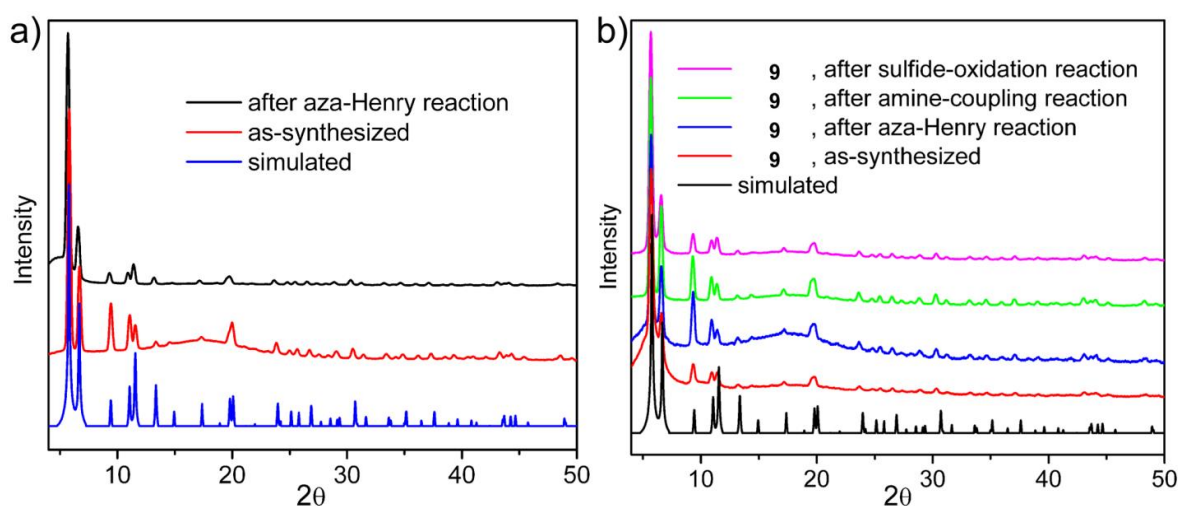 a)
after aza-Henry reaction
as-synthesized
simulated
Intensity
10 20 30 40 50
2θ
b)
9 , after sulfide-oxidation reaction
9 , after amine-coupling reaction
9 , after aza-Henry reaction
9 , as-synthesized
simulated
Intensity
10 20 30 40 50
2θ